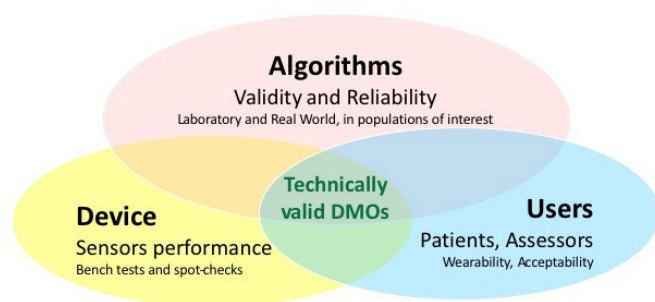 Algorithms
Validity and Reliability
Laboratory and Real World, in populations of interest
Technically
valid DMOs
Device
Sensors performance
Bench tests and spot-checks
Users
Patients, Assessors
Wearability, Acceptability